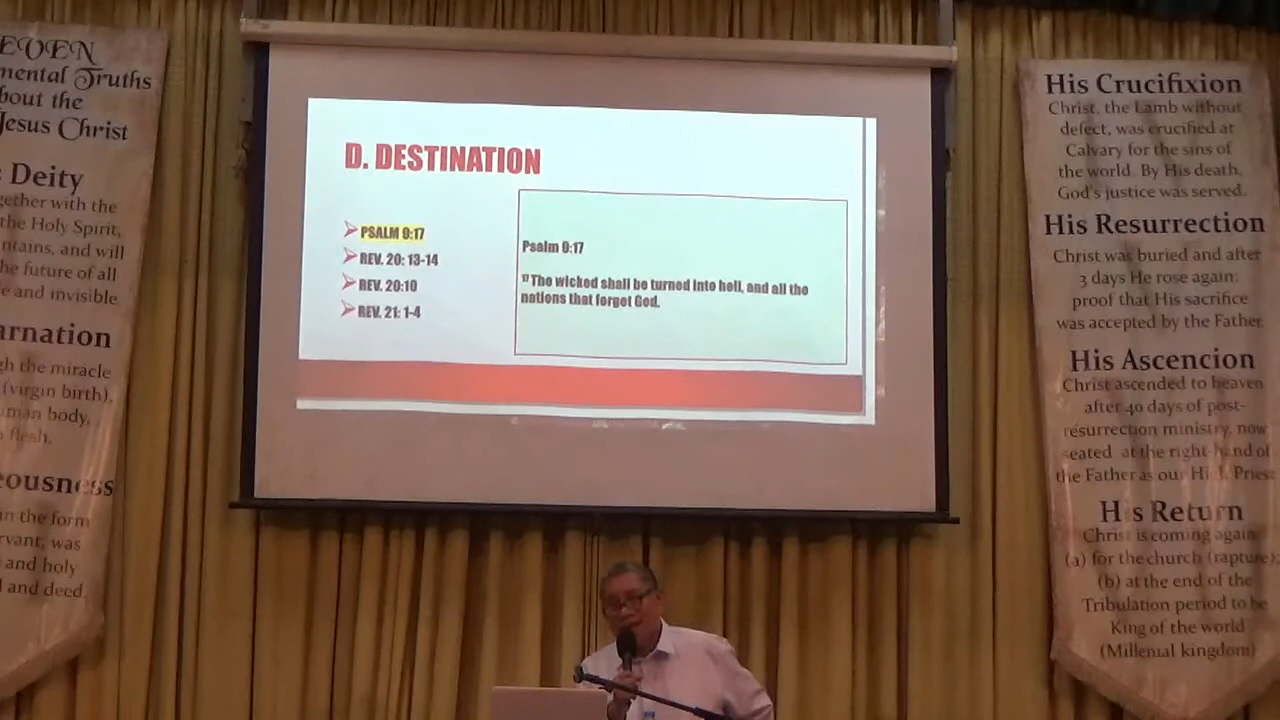 EVEN
mental Truths
bout the
Jesus Christ
s Deity
gether with the
the Holy Spirit,
ntains, and will
he future of all
e and invisible
arnation
gh the miracle
(virgin birth),
uman body,
flesh.
eousness
in the form
rvant, was
and holy
and deed.
D. DESTINATION
PSALM 9:17
REV. 20: 13-14
REV. 20:10
REV. 21: 1-4
Psalm 9:17
17 The wicked shall be turned into hell, and all the
nations that forget God.
His Crucifixion
Christ, the Lamb without
defect, was crucified at
Calvary for the sins of
the world. By His death,
God's justice was served.
His Resurrection
Christ was buried and after
3 days He rose again:
proof that His sacrifice
was accepted by the Father.
His Ascencion
Christ ascended to heaven
after 40 days of post-
resurrection ministry, now
seated at the right-hand of
the Father as our High Priest
His Return
Christ is coming again
(a) for the church (rapture);
(b) at the end of the
Tribulation period to be
King of the world
(Millenial kingdom)